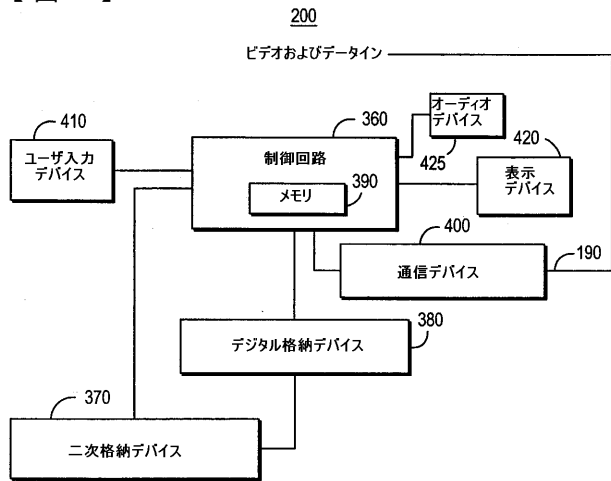 200
ビデオおよびデータイン
410
ユーザ入力
デバイス
360
制御回路
メモリ
390
オーディオ
デバイス
425
420
表示
デバイス
400
通信デバイス
190
デジタル格納デバイス
380
370
二次格納デバイス